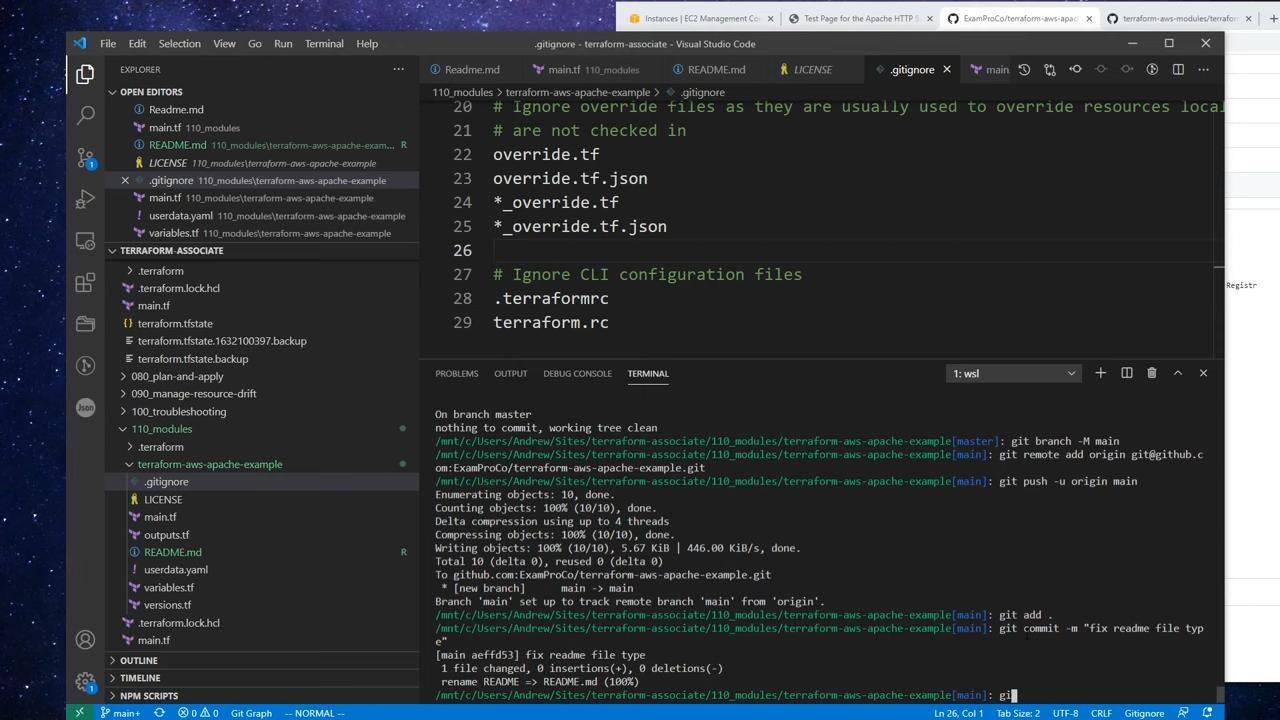 Instances | EC2 Management Co
Test Page for the Apache HTTP S
ExamProCo/terraform-aws-apache
terraform-aws-modules/terraform
File Edit Selection View Go Run Terminal Help
.gitignore - terraform-associate - Visual Studio Code
EXPLORER
OPEN EDITORS
Readme.md
main.tf 110_modules
README.md 110_modules\terraform-aws-apache-exam... R
LICENSE 110_modules\terraform-aws-apache-example
.gitignore 110_modules\terraform-aws-apache-example
main.tf 110_modules\terraform-aws-apache-example
userdata.yaml 110_modules\terraform-aws-apache-example
variables.tf 110_modules\terraform-aws-apache-example
TERRAFORM-ASSOCIATE
.terraform
.terraform.lock.hcl
main.tf
terraform.tfstate
terraform.tfstate.1632100397.backup
terraform.tfstate.backup
080_plan-and-apply
090_manage-resource-drift
100_troubleshooting
110_modules
.terraform
terraform-aws-apache-example
.gitignore
LICENSE
main.tf
outputs.tf
README.md R
userdata.yaml
variables.tf
versions.tf
.terraform.lock.hcl
main.tf
OUTLINE
TIMELINE
NPM SCRIPTS
Json
1
1
Readme.md
main.tf 110_modules
README.md
LICENSE
.gitignore
main.
110_modules > terraform-aws-apache-example > .gitignore
20 # Ignore override files as they are usually used to override resources local
21 # are not checked in
22 override.tf
23 override.tf.json
24 *_override.tf
25 *_override.tf.json
26
27 # Ignore CLI configuration files
28 .terraformrc
29 terraform.rc
Registr
PROBLEMS OUTPUT DEBUG CONSOLE TERMINAL
1: wsl
On branch master
nothing to commit, working tree clean
/mnt/c/Users/Andrew/Sites/terraform-associate/110_modules/terraform-aws-apache-example[master]: git branch -M main
/mnt/c/Users/Andrew/Sites/terraform-associate/110_modules/terraform-aws-apache-example[main]: git remote add origin git@github.c
om:ExamProCo/terraform-aws-apache-example.git
/mnt/c/Users/Andrew/Sites/terraform-associate/110_modules/terraform-aws-apache-example[main]: git push -u origin main
Enumerating objects: 10, done.
Counting objects: 100% (10/10), done.
Delta compression using up to 4 threads
Compressing objects: 100% (10/10), done.
Writing objects: 100% (10/10), 5.67 KiB | 446.00 KiB/s, done.
Total 10 (delta 0), reused 0 (delta 0)
To github.com:ExamProCo/terraform-aws-apache-example.git
* [new branch] main -> main
Branch 'main' set up to track remote branch 'main' from 'origin'.
/mnt/c/Users/Andrew/Sites/terraform-associate/110_modules/terraform-aws-apache-example[main]: git add .
/mnt/c/Users/Andrew/Sites/terraform-associate/110_modules/terraform-aws-apache-example[main]: git commit -m "fix readme file typ
e"
[main aeffd53] fix readme file type
1 file changed, 0 insertions(+), 0 deletions(-)
rename README => README.md (100%)
/mnt/c/Users/Andrew/Sites/terraform-associate/110_modules/terraform-aws-apache-example[main]: gi
main+ 0 0 Git Graph -- NORMAL -- Ln 26, Col 1 Tab Size: 2 UTF-8 CRLF Gitignore